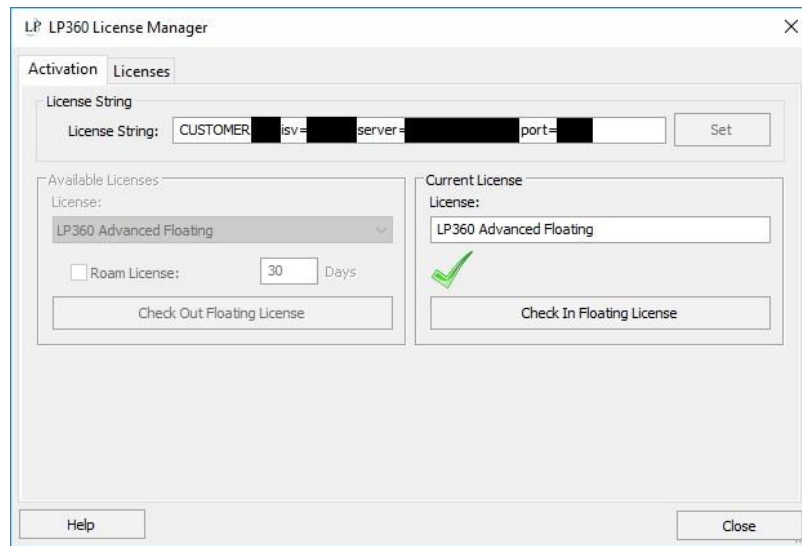 LP LP360 License Manager
Activation Licenses
License String
License String: CUSTOMER isv= server= port= Set
Available Licenses
License:
LP360 Advanced Floating
Roam License: 30 Days
Check Out Floating License
Current License
License:
LP360 Advanced Floating
Check In Floating License
Help Close